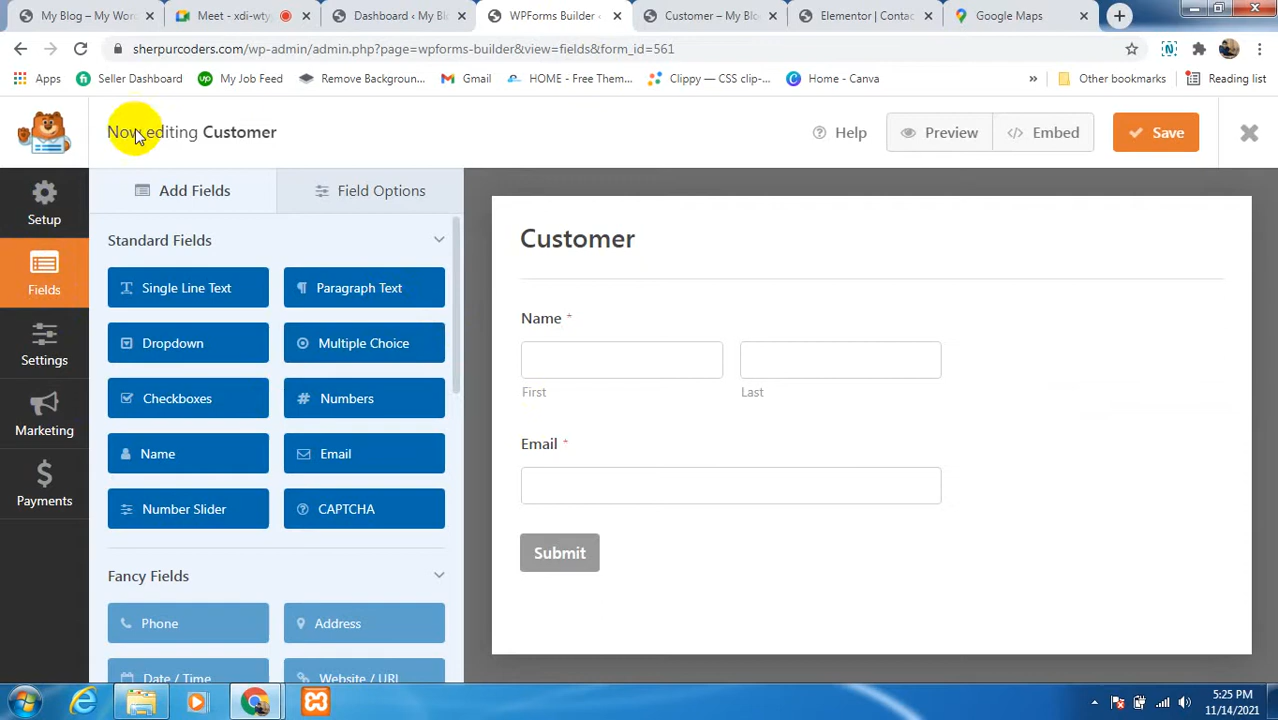 My Blog – My Wor
Meet - xdi-wty
Dashboard ‹ My Bl
WPForms Builder ‹
Customer – My Blo
Elementor | Contac
Google Maps
sherpurcoders.com/wp-admin/admin.php?page=wpforms-builder&view=fields&form_id=561
Apps
Seller Dashboard
My Job Feed
Remove Backgroun...
Gmail
HOME - Free Them...
Clippy — CSS clip-...
Home - Canva
»
Other bookmarks
Reading list
Now editing Customer
Help
Preview
Embed
Save
Setup
Fields
Settings
Marketing
Payments
Add Fields
Field Options
Standard Fields
Single Line Text
Paragraph Text
Dropdown
Multiple Choice
Checkboxes
Numbers
Name
Email
Number Slider
CAPTCHA
Fancy Fields
Phone
Address
Date / Time
Website / URL
Customer
Name *
First
Last
Email *
Submit
5:25 PM
11/14/2021